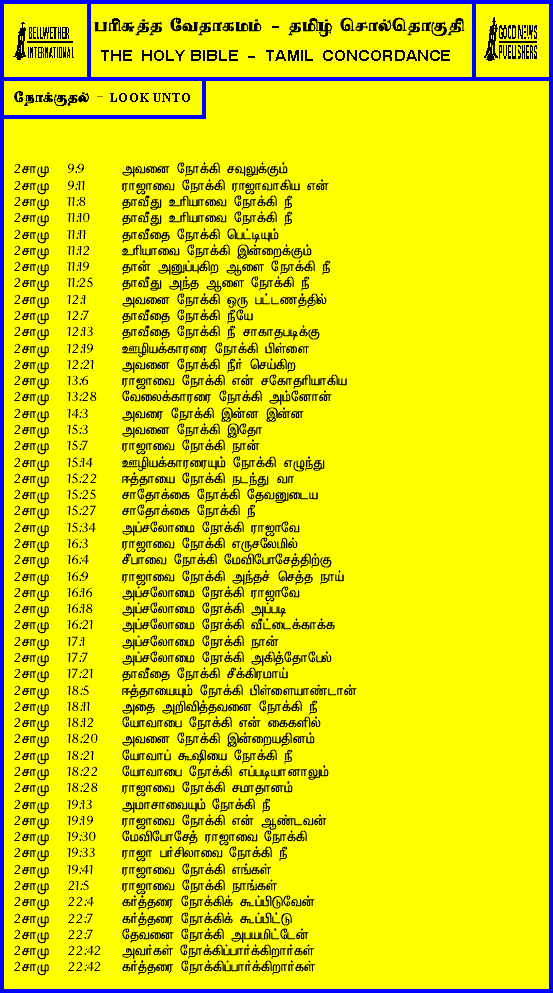 BELLWETHER
INTERNATIONAL
பரிசுத்த வேதாகமம் - தமிழ் சொல்தொகுதி
THE HOLY BIBLE - TAMIL CONCORDANCE
GOOD NEWS
PUBLISHERS
நோக்குதல் - LOOK UNTO
2சாமு 9:9 அவனை நோக்கி சவுலுக்கும்
2சாமு 9:11 ராஜாவை நோக்கி ராஜாவாகிய என்
2சாமு 11:8 தாவீது உரியாவை நோக்கி நீ
2சாமு 11:10 தாவீது உரியாவை நோக்கி நீ
2சாமு 11:11 தாவீதை நோக்கி பெட்டியும்
2சாமு 11:12 உரியாவை நோக்கி இன்றைக்கும்
2சாமு 11:19 தான் அனுப்புகிற ஆளை நோக்கி நீ
2சாமு 11:25 தாவீது அந்த ஆளை நோக்கி நீ
2சாமு 12:1 அவனை நோக்கி ஒரு பட்டணத்தில்
2சாமு 12:7 தாவீதை நோக்கி நீயே
2சாமு 12:13 தாவீதை நோக்கி நீ சாகாதபடிக்கு
2சாமு 12:19 ஊழியக்காரரை நோக்கி பிள்ளை
2சாமு 12:21 அவனை நோக்கி நீர் செய்கிற
2சாமு 13:6 ராஜாவை நோக்கி என் சகோதரியாகிய
2சாமு 13:28 வேலைக்காரரை நோக்கி அம்னோன்
2சாமு 14:3 அவரை நோக்கி இன்ன இன்ன
2சாமு 15:3 அவனை நோக்கி இதோ
2சாமு 15:7 ராஜாவை நோக்கி நான்
2சாமு 15:14 ஊழியக்காரரையும் நோக்கி எழுந்து
2சாமு 15:22 ஈத்தாயை நோக்கி நடந்து வா
2சாமு 15:25 சாதோக்கை நோக்கி தேவனுடைய
2சாமு 15:27 சாதோக்கை நோக்கி நீ
2சாமு 15:34 அப்சலோமை நோக்கி ராஜாவே
2சாமு 16:3 ராஜாவை நோக்கி எருசலேமில்
2சாமு 16:4 சீபாவை நோக்கி மேவிபோசேத்திற்கு
2சாமு 16:9 ராஜாவை நோக்கி அந்தச் செத்த நாய்
2சாமு 16:16 அப்சலோமை நோக்கி ராஜாவே
2சாமு 16:18 அப்சலோமை நோக்கி அப்படி
2சாமு 16:21 அப்சலோமை நோக்கி வீட்டைக்காக்க
2சாமு 17:1 அப்சலோமை நோக்கி நான்
2சாமு 17:7 அப்சலோமை நோக்கி அகித்தோபேல்
2சாமு 17:21 தாவீதை நோக்கி சீக்கிரமாய்
2சாமு 18:5 ஈத்தாயையும் நோக்கி பிள்ளையாண்டான்
2சாமு 18:11 அதை அறிவித்தவனை நோக்கி நீ
2சாமு 18:12 யோவாபை நோக்கி என் கைகளில்
2சாமு 18:20 அவனை நோக்கி இன்றையதினம்
2சாமு 18:21 யோவாப் கூஷியை நோக்கி நீ
2சாமு 18:22 யோவாபை நோக்கி எப்படியானாலும்
2சாமு 18:28 ராஜாவை நோக்கி சமாதானம்
2சாமு 19:13 அமாசாவையும் நோக்கி நீ
2சாமு 19:19 ராஜாவை நோக்கி என் ஆண்டவன்
2சாமு 19:30 மேவிபோசேத் ராஜாவை நோக்கி
2சாமு 19:33 ராஜா பர்சிலாவை நோக்கி நீ
2சாமு 19:41 ராஜாவை நோக்கி எங்கள்
2சாமு 21:5 ராஜாவை நோக்கி நாங்கள்
2சாமு 22:4 கர்த்தரை நோக்கிக் கூப்பிடுவேன்
2சாமு 22:7 கர்த்தரை நோக்கிக் கூப்பிட்டு
2சாமு 22:7 தேவனை நோக்கி அபயமிட்டேன்
2சாமு 22:42 அவர்கள் நோக்கிப்பார்க்கிறார்கள்
2சாமு 22:42 கர்த்தரை நோக்கிப்பார்க்கிறார்கள்